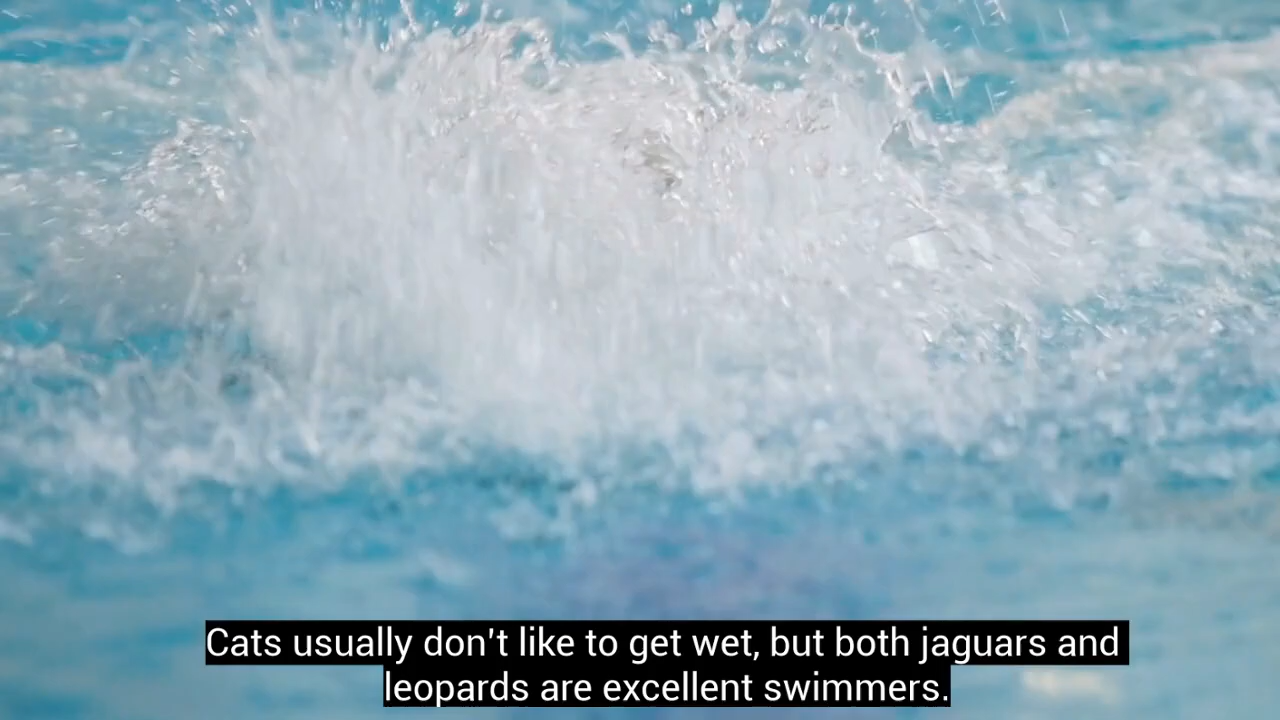 Cats usually don't like to get wet, but both jaguars and
leopards are excellent swimmers.